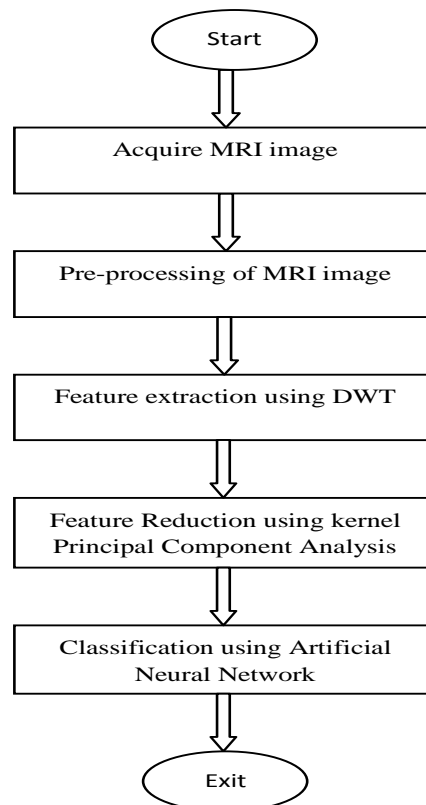 Start
Acquire MRI image
Pre-processing of MRI image
Feature extraction using DWT
Feature Reduction using kernel
Principal Component Analysis
Classification using Artificial
Neural Network
Exit